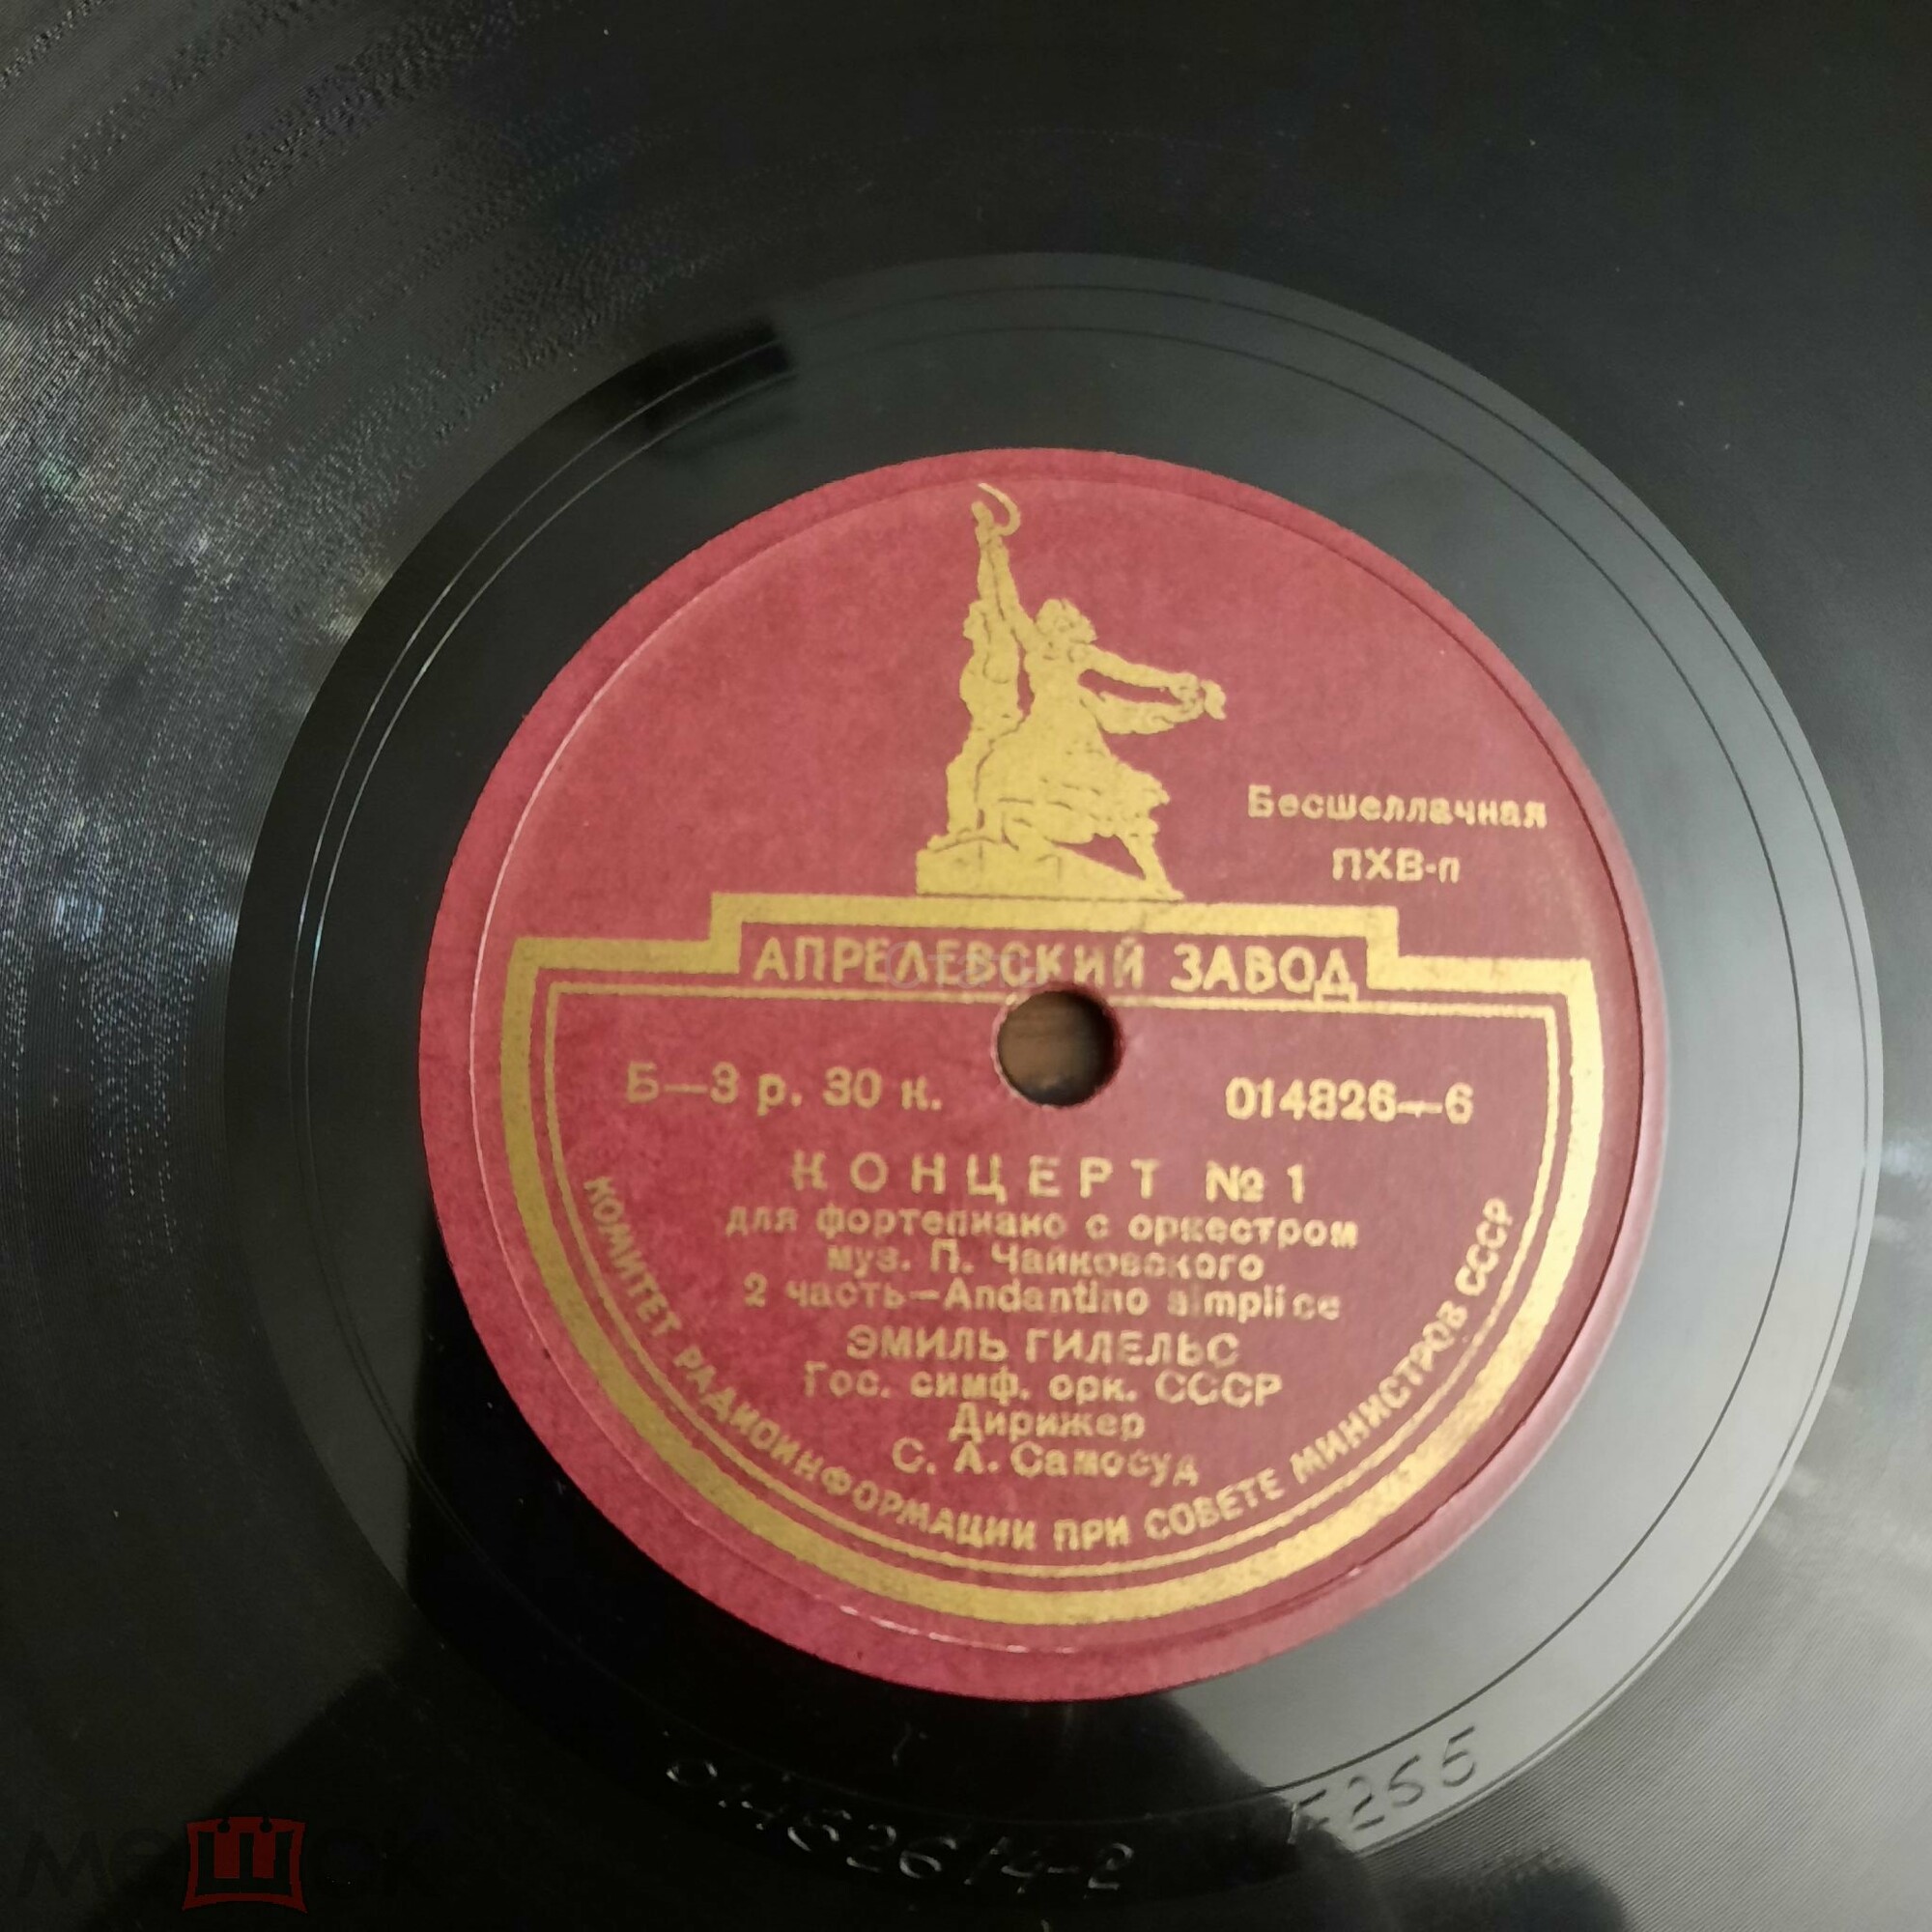 Бесшеллачная
ПХВ-п
АПРЕЛЕВСКИЙ ЗАВОД
Б—3 р. 30 к.
014826—6
КОНЦЕРТ № 1
для фортепиано с оркестром
муз. П. Чайковского
2 часть—Andantino simplice
ЭМИЛЬ ГИЛЕЛЬС
Гос. симф. орк. СССР
Дирижер
С. А. Самосуд
КОМИТЕТ РАДИОИНФОРМАЦИИ ПРИ СОВЕТЕ МИНИСТРОВ СССР
мешок